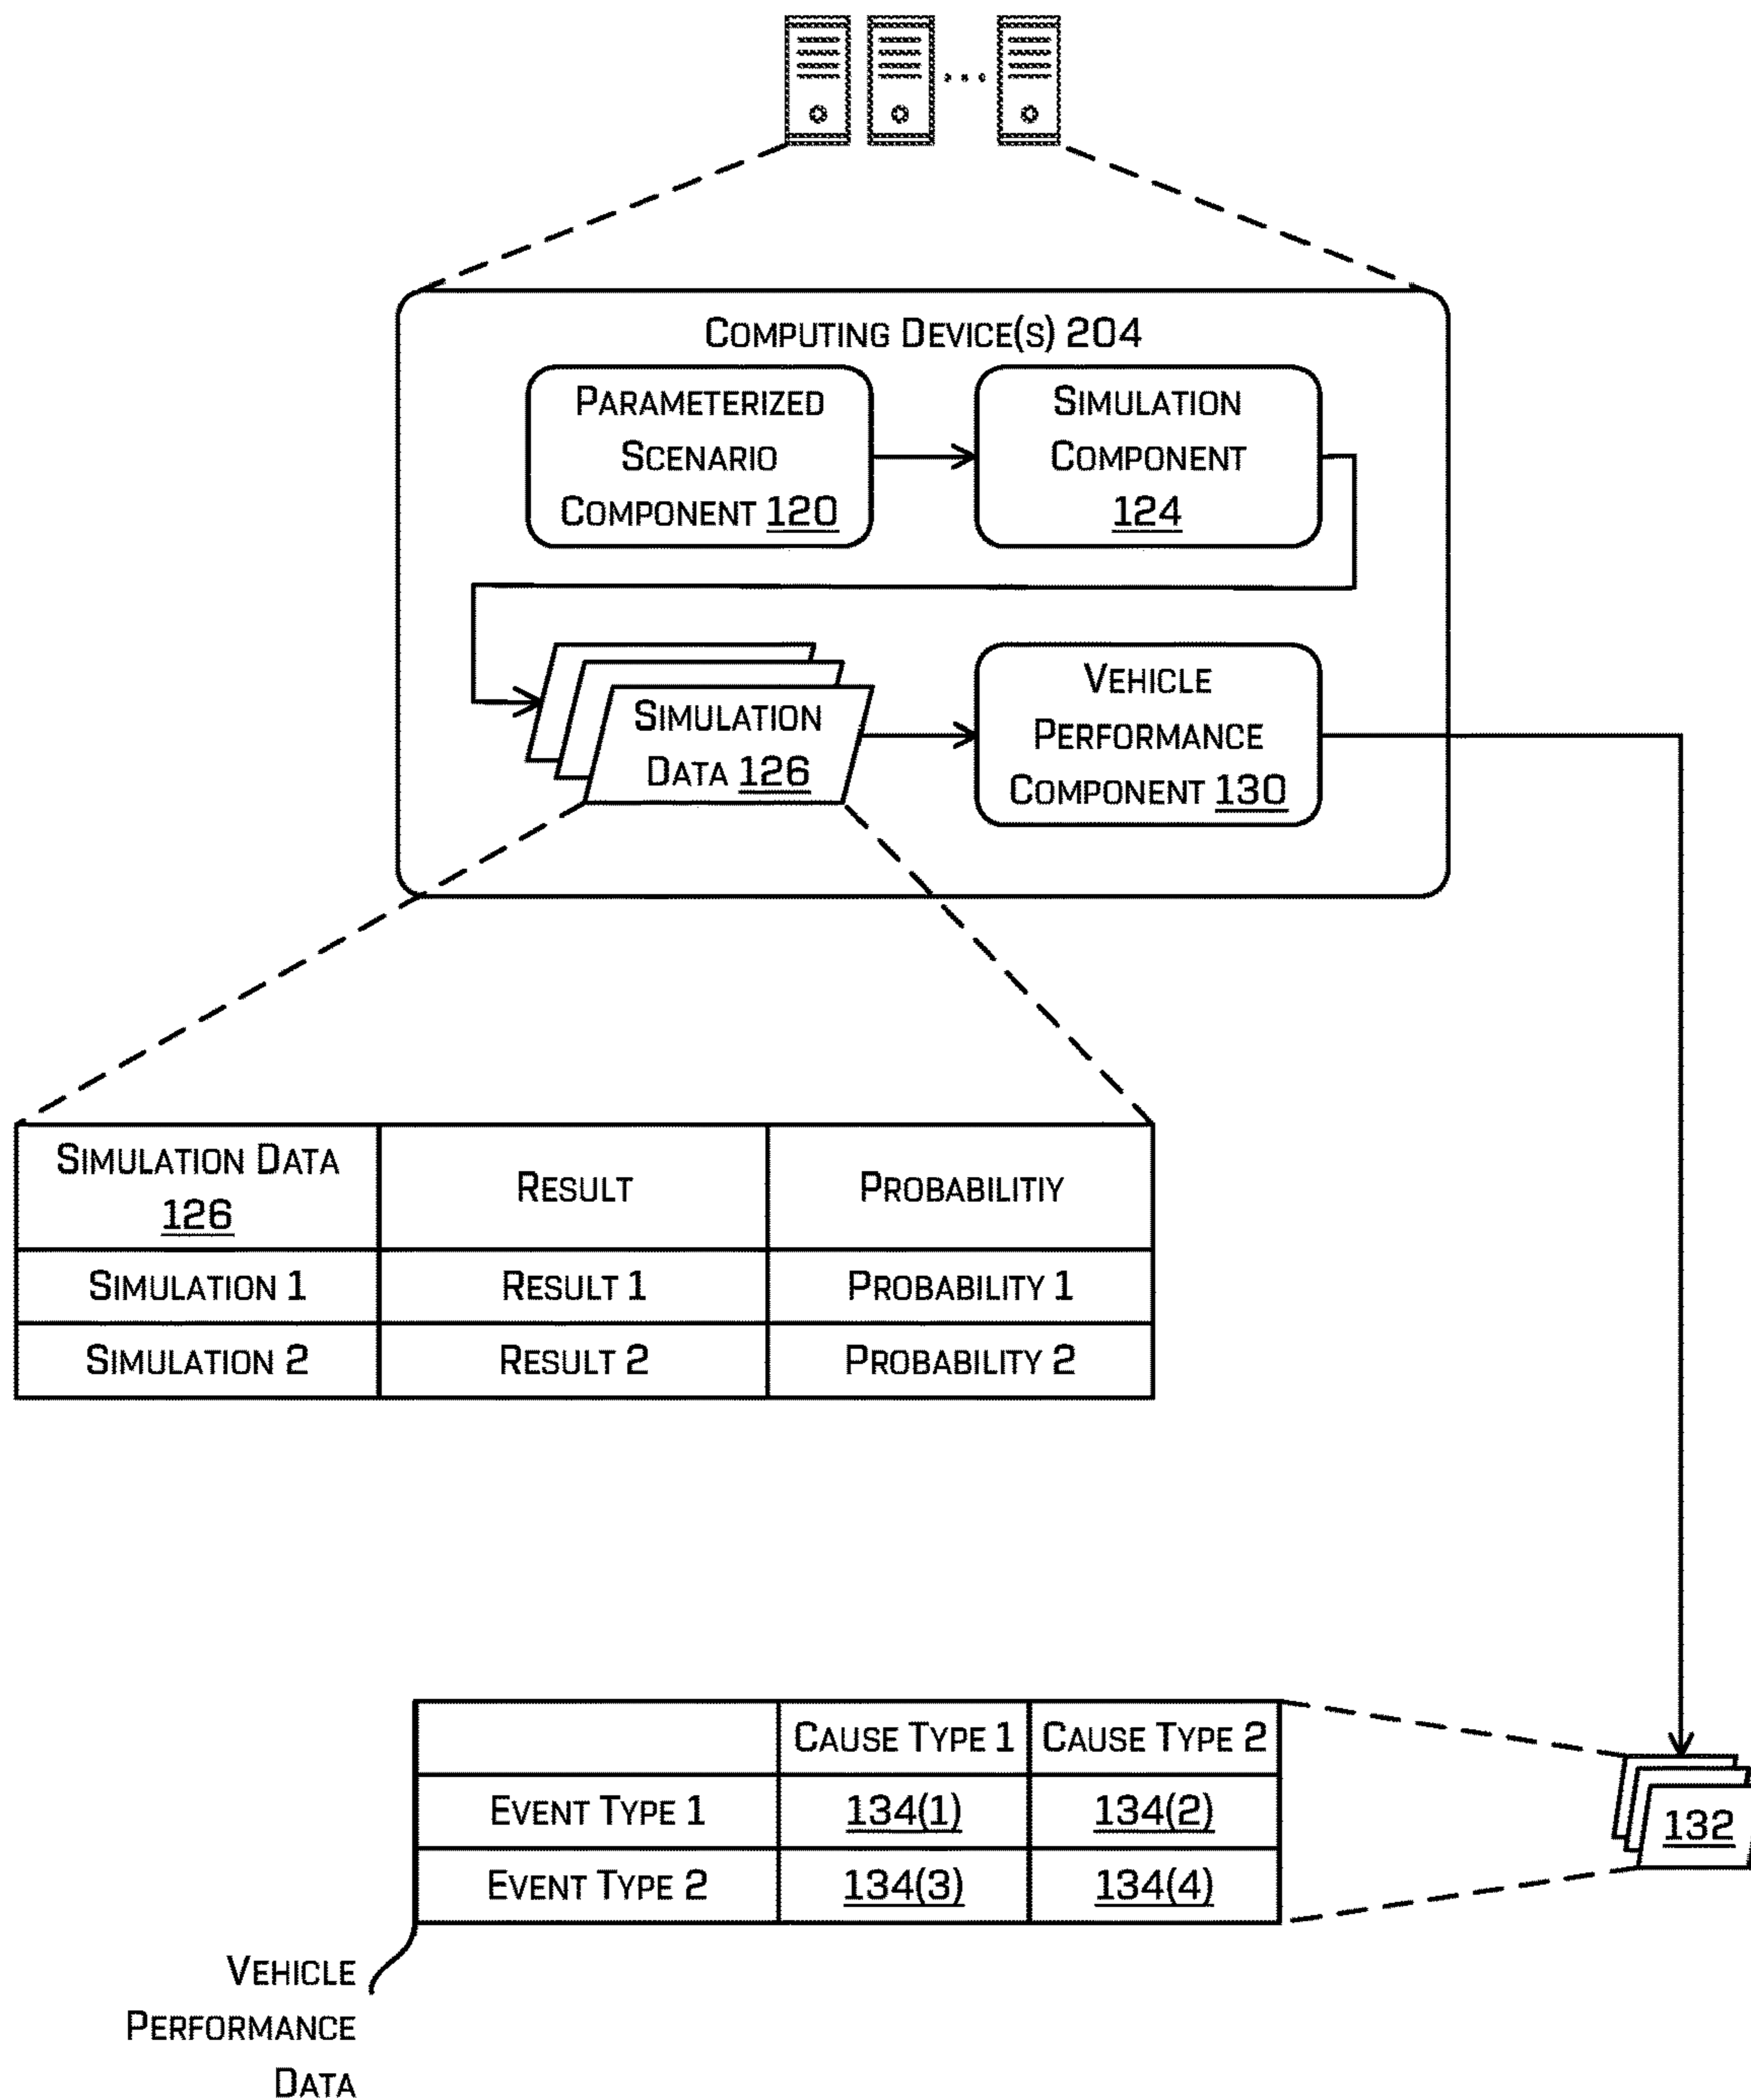 COMPUTING DEVICE(S) 204
PARAMETERIZED
SCENARIO
COMPONENT 120
SIMULATION
COMPONENT
124
SIMULATION
DATA 126
VEHICLE
PERFORMANCE
COMPONENT 130
SIMULATION DATA
126
RESULT
PROBABILITIY
SIMULATION 1
RESULT 1
PROBABILITY 1
SIMULATION 2
RESULT 2
PROBABILITY 2
CAUSE TYPE 1
CAUSE TYPE 2
EVENT TYPE 1
134(1)
134(2)
EVENT TYPE 2
134(3)
134(4)
132
VEHICLE
PERFORMANCE
DATA